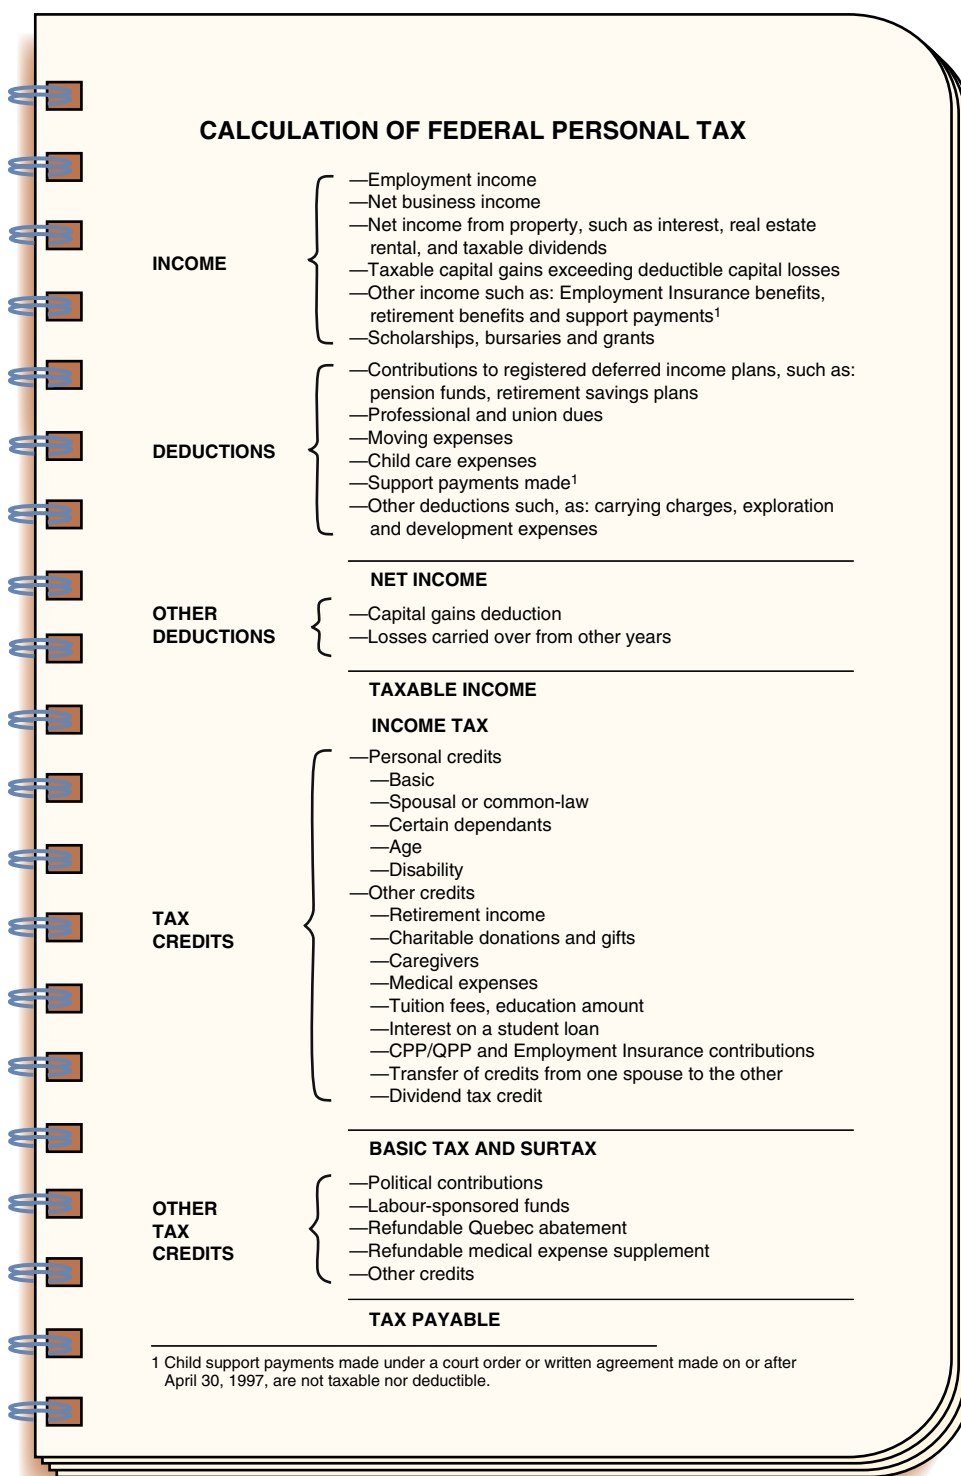 CALCULATION OF FEDERAL PERSONAL TAX
INCOME
—Employment income
—Net business income
—Net income from property, such as interest, real estate
rental, and taxable dividends
—Taxable capital gains exceeding deductible capital losses
—Other income such as: Employment Insurance benefits,
retirement benefits and support payments¹
—Scholarships, bursaries and grants
DEDUCTIONS
—Contributions to registered deferred income plans, such as:
pension funds, retirement savings plans
—Professional and union dues
—Moving expenses
—Child care expenses
—Support payments made¹
—Other deductions such, as: carrying charges, exploration
and development expenses
NET INCOME
OTHER
DEDUCTIONS
—Capital gains deduction
—Losses carried over from other years
TAXABLE INCOME
INCOME TAX
TAX
CREDITS
—Personal credits
—Basic
—Spousal or common-law
—Certain dependants
—Age
—Disability
—Other credits
—Retirement income
—Charitable donations and gifts
—Caregivers
—Medical expenses
—Tuition fees, education amount
—Interest on a student loan
—CPP/QPP and Employment Insurance contributions
—Transfer of credits from one spouse to the other
—Dividend tax credit
BASIC TAX AND SURTAX
OTHER
TAX
CREDITS
—Political contributions
—Labour-sponsored funds
—Refundable Quebec abatement
—Refundable medical expense supplement
—Other credits
TAX PAYABLE
1 Child support payments made under a court order or written agreement made on or after
April 30, 1997, are not taxable nor deductible.